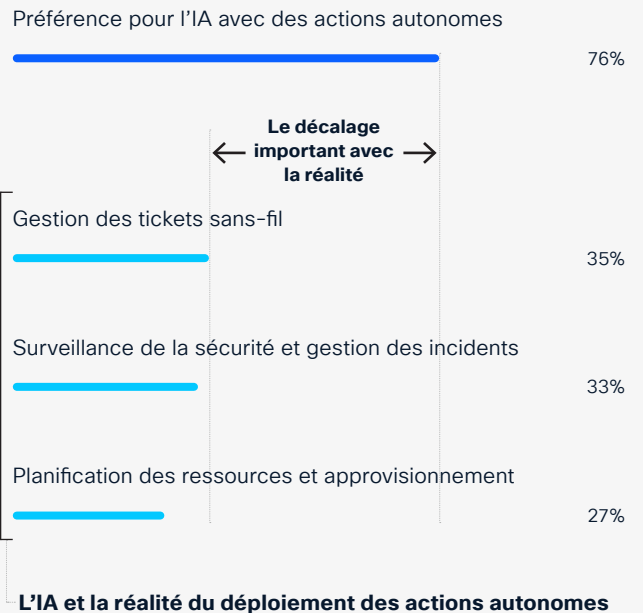 Préférence pour l’IA avec des actions autonomes
76%
Le décalage
important avec
la réalité
Gestion des tickets sans-fil
35%
Surveillance de la sécurité et gestion des incidents
33%
Planification des ressources et approvisionnement
27%
L’IA et la réalité du déploiement des actions autonomes